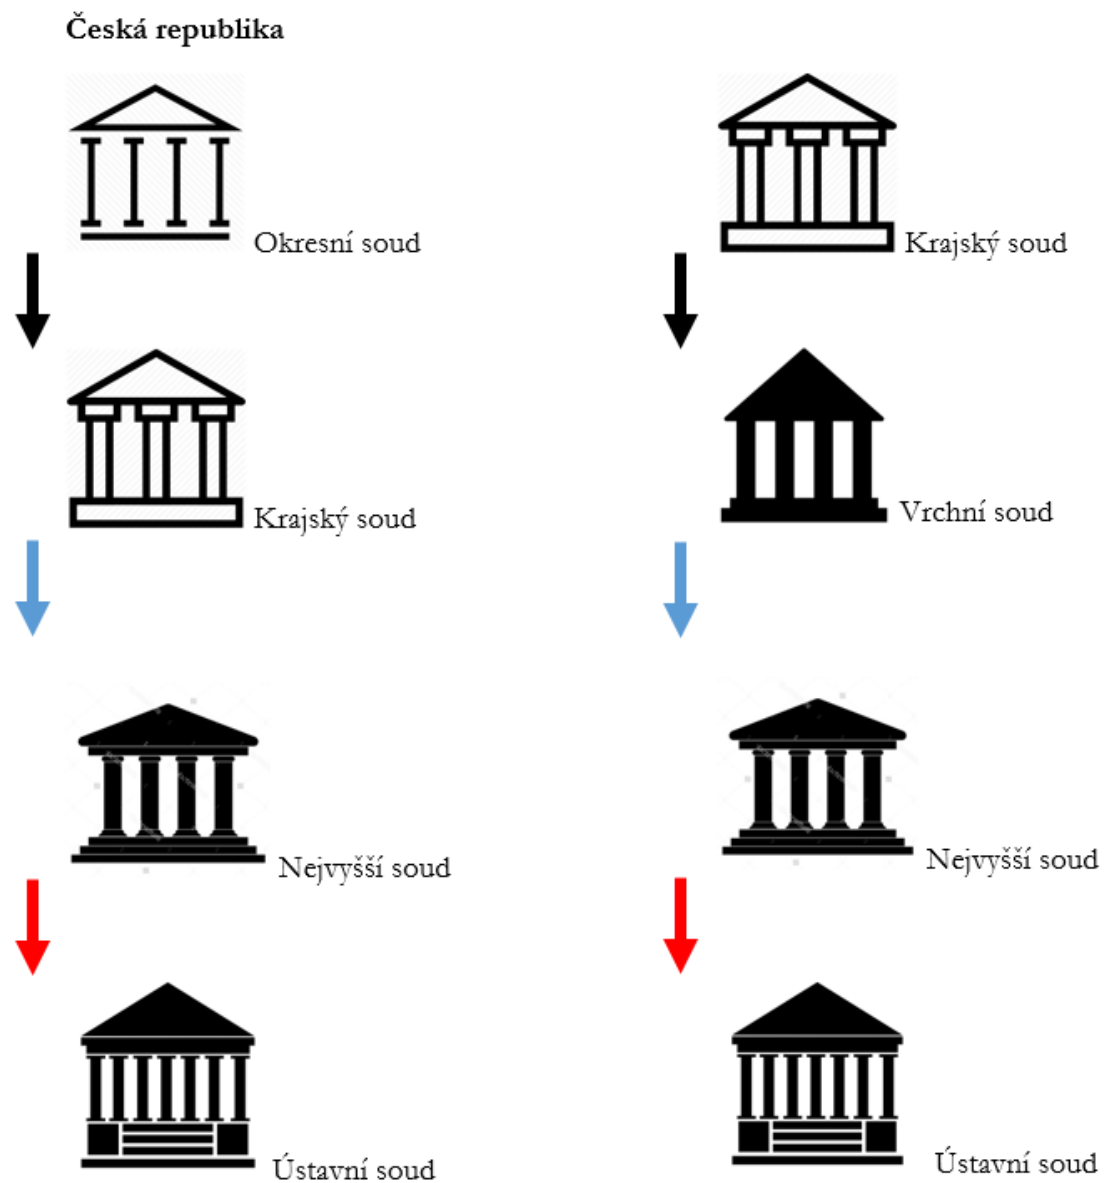 Česká republika
Okresní soud
Krajský soud
Krajský soud
Vrchní soud
Nejvyšší soud
Nejvyšší soud
Ústavní soud
Ústavní soud